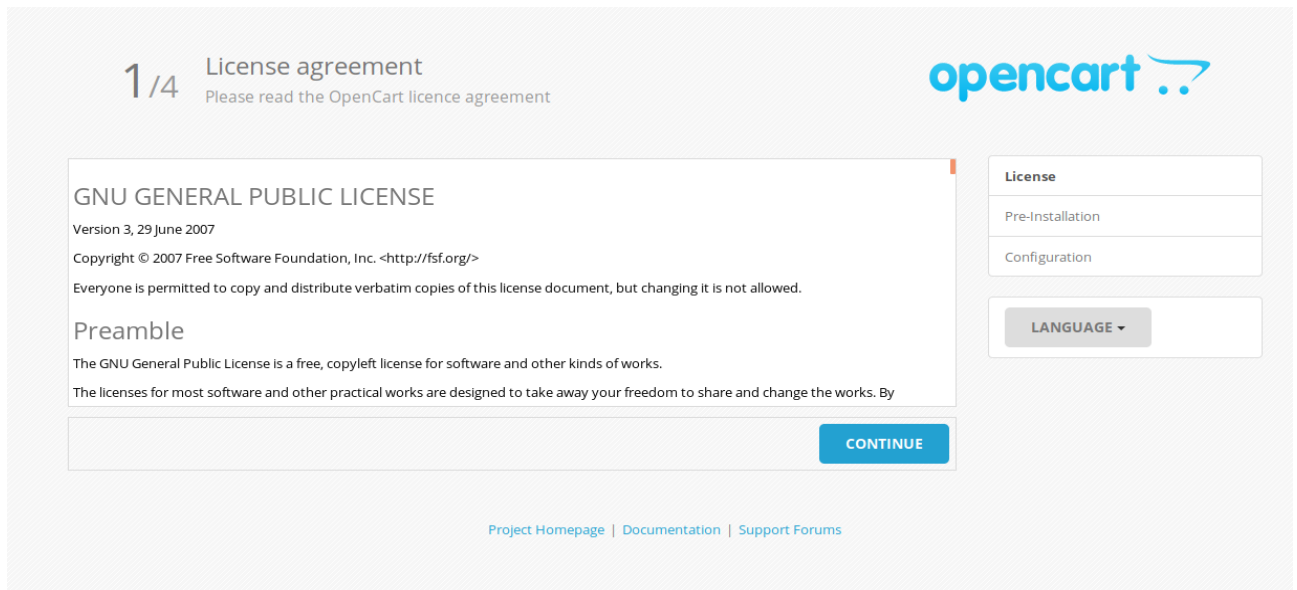 1/4
License agreement
Please read the OpenCart licence agreement
opencart
GNU GENERAL PUBLIC LICENSE
Version 3, 29 June 2007
Copyright © 2007 Free Software Foundation, Inc. <http://fsf.org/>
Everyone is permitted to copy and distribute verbatim copies of this license document, but changing it is not allowed.
Preamble
The GNU General Public License is a free, copyleft license for software and other kinds of works.
The licenses for most software and other practical works are designed to take away your freedom to share and change the works. By
CONTINUE
License
Pre-Installation
Configuration
LANGUAGE
Project Homepage | Documentation | Support Forums